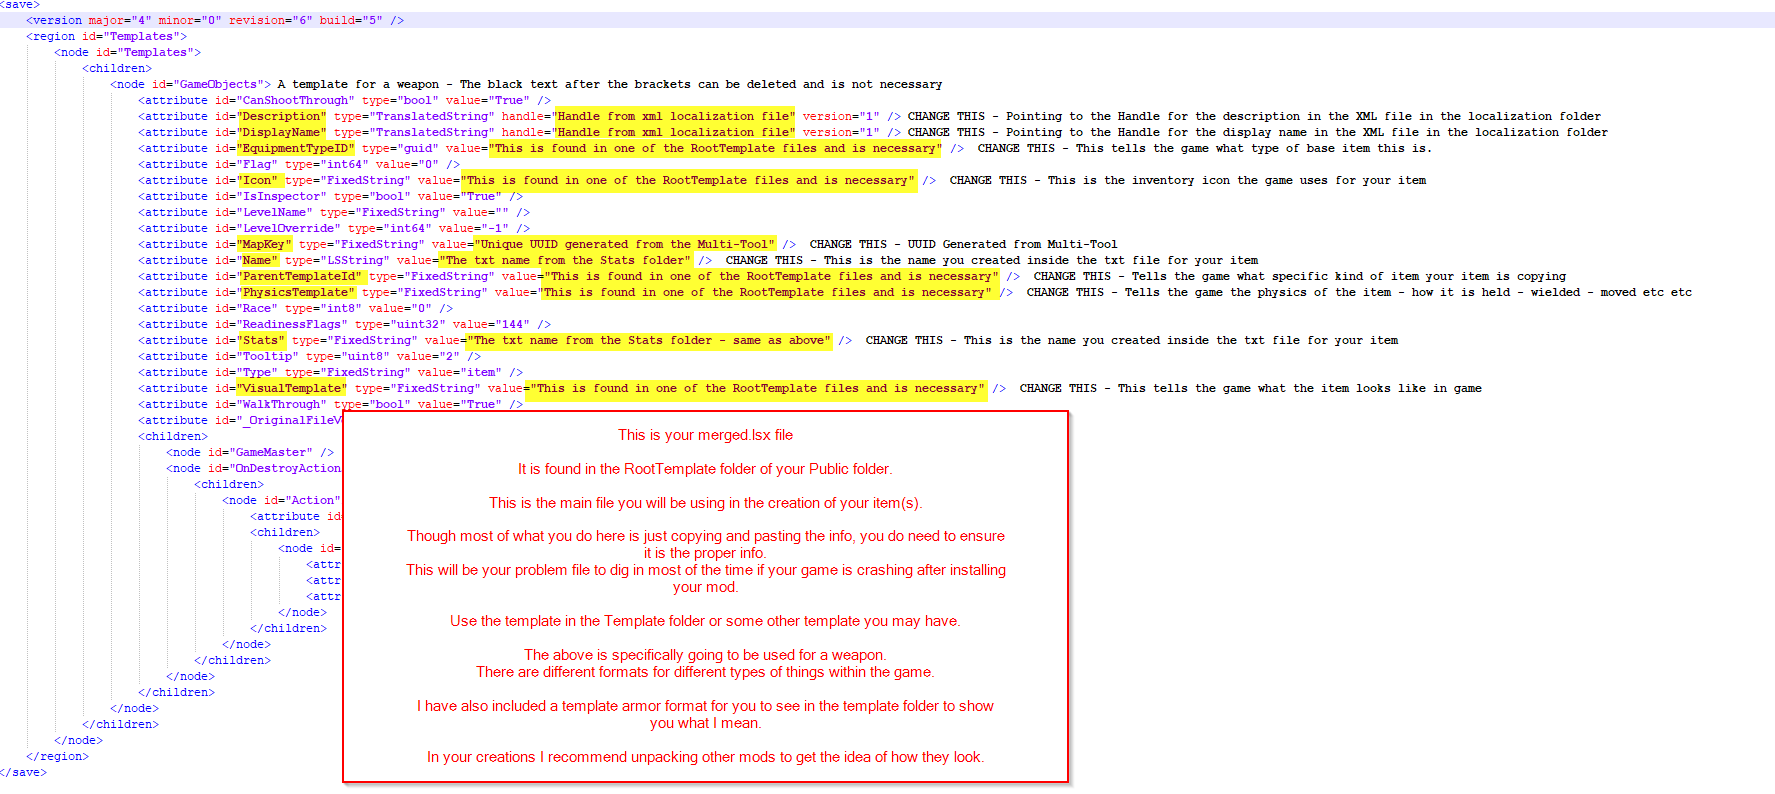 <save>
<version major="4" minor="0" revision="6" build="5" />
<region id="Templates">
<node id="Templates">
<children>
<node id="GameObjects"> A template for a weapon - The black text after the brackets can be deleted and is not necessary
<attribute id="CanShootThrough" type="bool" value="True" />
<attribute id="Description" type="TranslatedString" handle="Handle from xml localization file" version="1" /> CHANGE THIS - Pointing to the Handle for the description in the XML file in the localization folder
<attribute id="DisplayName" type="TranslatedString" handle="Handle from xml localization file" version="1" /> CHANGE THIS - Pointing to the Handle for the display name in the XML file in the localization folder
<attribute id="EquipmentTypeID" type="guid" value="This is found in one of the RootTemplate files and is necessary" /> CHANGE THIS - This tells the game what type of base item this is.
<attribute id="Flag" type="int64" value="0" />
<attribute id="Icon" type="FixedString" value="This is found in one of the RootTemplate files and is necessary" /> CHANGE THIS - This is the inventory icon the game uses for your item
<attribute id="IsInspector" type="bool" value="True" />
<attribute id="LevelName" type="FixedString" value="" />
<attribute id="LevelOverride" type="int64" value="-1" />
<attribute id="MapKey" type="FixedString" value="Unique UUID generated from the Multi-Tool" /> CHANGE THIS - UUID Generated from Multi-Tool
<attribute id="Name" type="LSString" value="The txt name from the Stats folder" /> CHANGE THIS - This is the name you created inside the txt file for your item
<attribute id="ParentTemplateId" type="FixedString" value="This is found in one of the RootTemplate files and is necessary" /> CHANGE THIS - Tells the game what specific kind of item your item is copying
<attribute id="PhysicsTemplate" type="FixedString" value="This is found in one of the RootTemplate files and is necessary" /> CHANGE THIS - Tells the game the physics of the item - how it is held - wielded - moved etc etc
<attribute id="Race" type="int8" value="0" />
<attribute id="ReadinessFlags" type="uint32" value="144" />
<attribute id="Stats" type="FixedString" value="The txt name from the Stats folder - same as above" /> CHANGE THIS - This is the name you created inside the txt file for your item
<attribute id="Tooltip" type="uint8" value="2" />
<attribute id="Type" type="FixedString" value="item" />
<attribute id="VisualTemplate" type="FixedString" value="This is found in one of the RootTemplate files and is necessary" /> CHANGE THIS - This tells the game what the item looks like in game
<attribute id="WalkThrough" type="bool" value="True" />
<attribute id="_OriginalFileV
<children>
<node id="GameMaster" />
<node id="OnDestroyAction
<children>
<node id="Action"
<attribute id
<children>
<node id=
<attr
<attr
<attr
</node>
</children>
</node>
</children>
</node>
</children>
</node>
</children>
</node>
</region>
</save>
This is your merged.lsx file
It is found in the RootTemplate folder of your Public folder.
This is the main file you will be using in the creation of your item(s).
Though most of what you do here is just copying and pasting the info, you do need to ensure
it is the proper info.
This will be your problem file to dig in most of the time if your game is crashing after installing
your mod.
Use the template in the Template folder or some other template you may have.
The above is specifically going to be used for a weapon.
There are different formats for different types of things within the game.
I have also included a template armor format for you to see in the template folder to show
you what I mean.
In your creations I recommend unpacking other mods to get the idea of how they look.